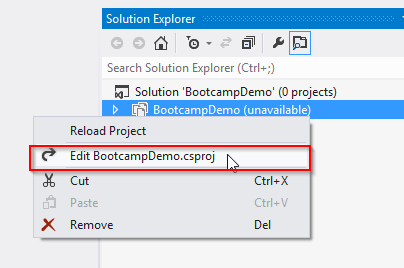 Solution Explorer
Search Solution Explorer (Ctrl+;)
Solution 'BootcampDemo' (0 projects)
BootcampDemo (unavailable)
Reload Project
Edit BootcampDemo.csproj
Cut Ctrl+X
Paste Ctrl+V
Remove Del